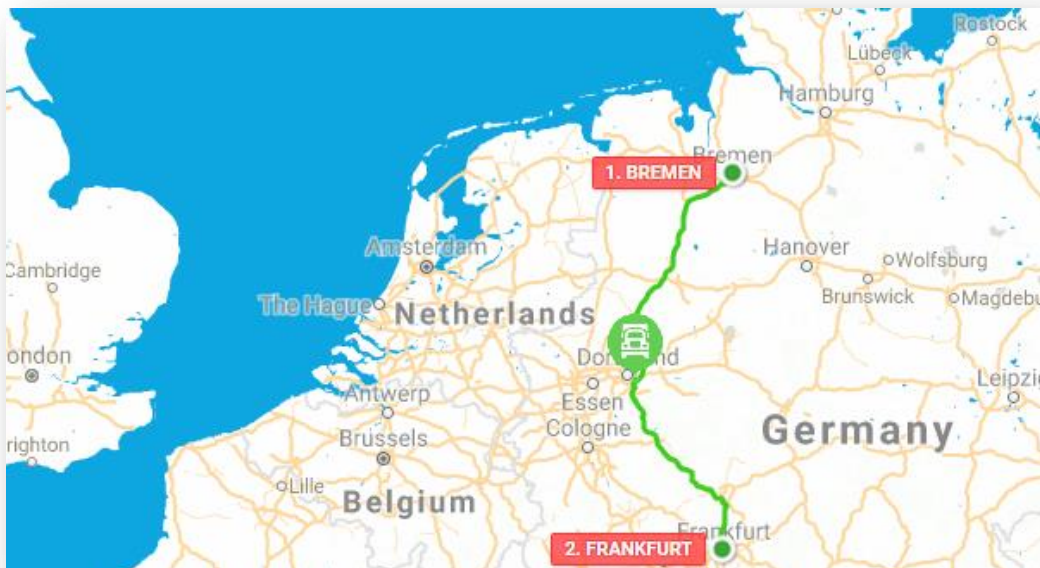 Rostock
Lübeck
Hamburg
Bremen
1. BREMEN
Amsterdam
Hanover
Wolfsburg
Cambridge
The Hague
Netherlands
Brunswick
Magdebu
ondon
Essen
Leipzig
Antwerp
Cologne
Germany
Brussels
righton
Lille
Belgium
Frankfurt
2. FRANKFURT